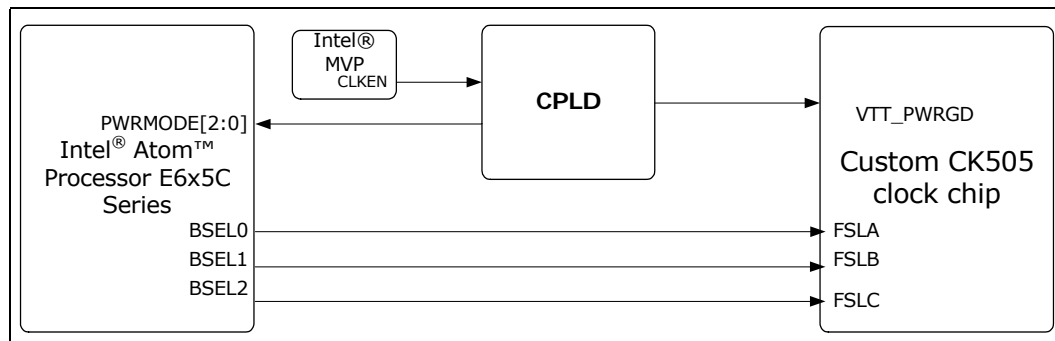 Intel®
MVP
CLKEN
CPLD
PWRMODE[2:0]
Intel® Atom™
Processor E6x5C
Series
BSEL0
BSEL1
BSEL2
VTT_PWRGD
Custom CK505
clock chip
FSLA
FSLB
FSLC